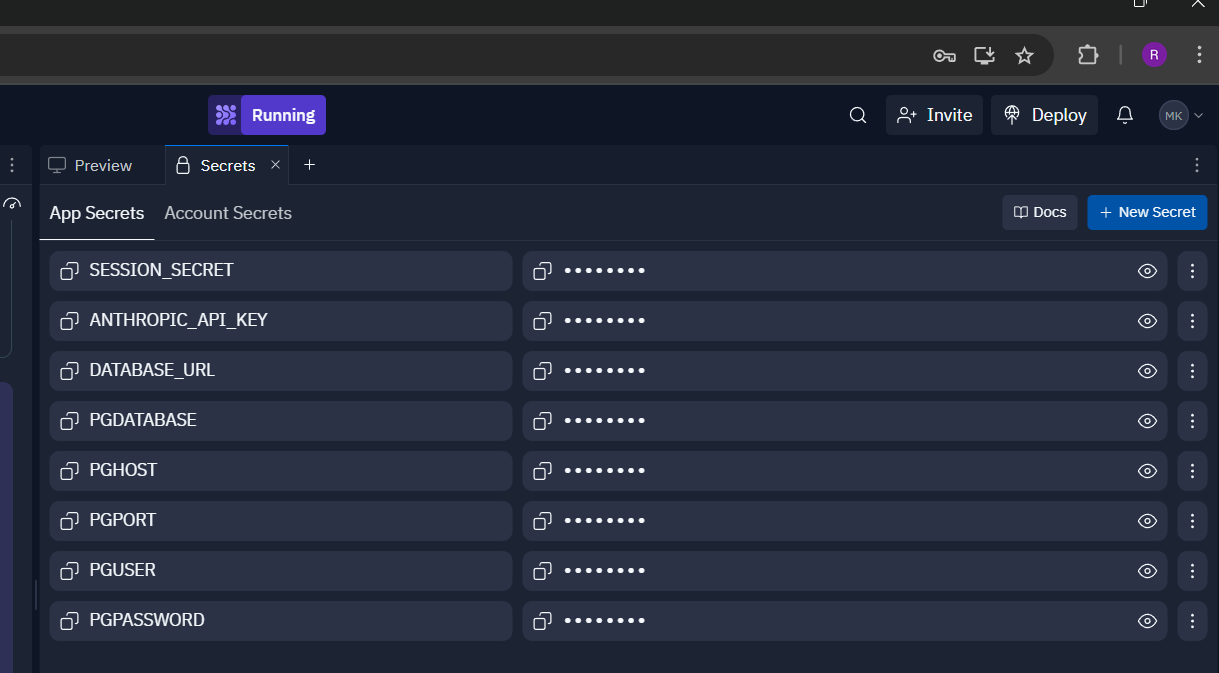 R
Running
Invite
Deploy
MK
Preview
Secrets
App Secrets
Account Secrets
Docs
New Secret
SESSION_SECRET
ANTHROPIC_API_KEY
DATABASE_URL
PGDATABASE
PGHOST
PGPORT
PGUSER
PGPASSWORD